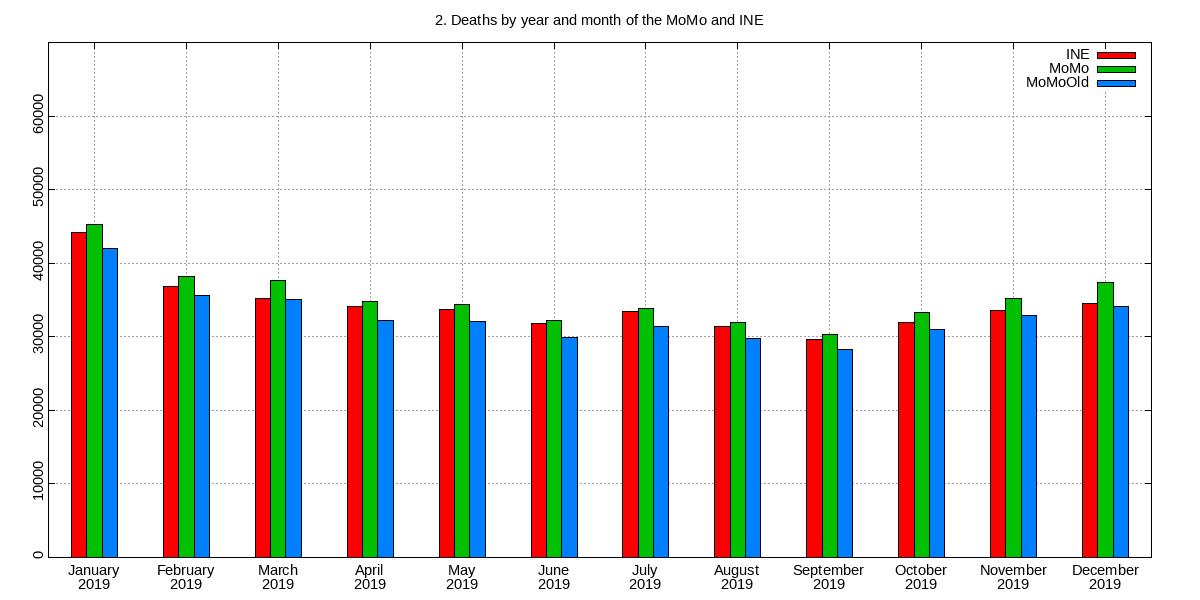 2. Deaths by year and month of the MoMo and INE
INE
MoMo
MoMoOld
60000
50000
40000
30000
20000
10000
0
January February March April May June July August September October November December
2019 2019 2019 2019 2019 2019 2019 2019 2019 2019 2019 2019